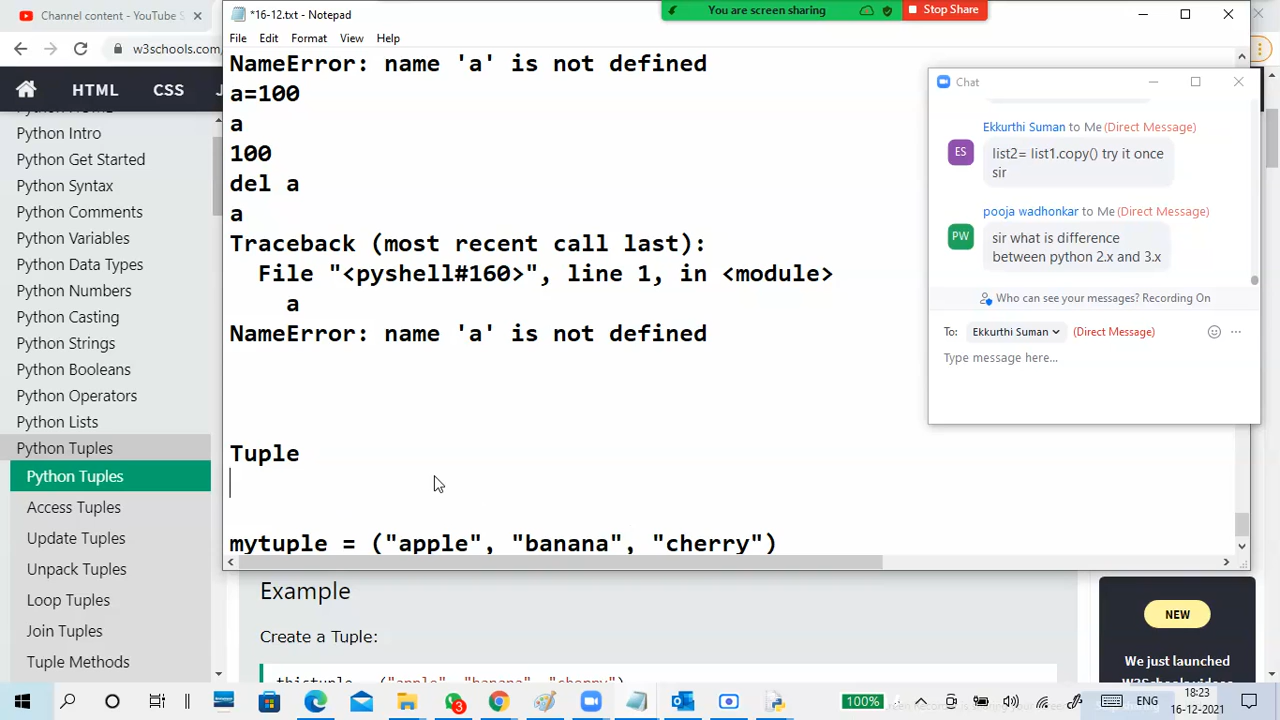 Channel content - YouTube S
*16-12.txt - Notepad
You are screen sharing
Stop Share
File Edit Format View Help
w3schools.com/
HTML CSS
Python Intro
Python Get Started
Python Syntax
Python Comments
Python Variables
Python Data Types
Python Numbers
Python Casting
Python Strings
Python Booleans
Python Operators
Python Lists
Python Tuples
Python Tuples
Access Tuples
Update Tuples
Unpack Tuples
Loop Tuples
Join Tuples
Tuple Methods
NameError: name 'a' is not defined
a=100
a
100
del a
a
Traceback (most recent call last):
File "<pyshell#160>", line 1, in <module>
a
NameError: name 'a' is not defined
Tuple
mytuple = ("apple", "banana", "cherry")
Chat
Ekkurthi Suman to Me (Direct Message)
ES
list2= list1.copy() try it once
sir
pooja wadhonkar to Me (Direct Message)
PW
sir what is difference
between python 2.x and 3.x
Who can see your messages? Recording On
To: Ekkurthi Suman (Direct Message)
Type message here...
Example
Create a Tuple:
thistuple = ("apple", "banana", "cherry")
NEW
We just launched
W3Schools videos
3
100%
ENG
18:23
16-12-2021